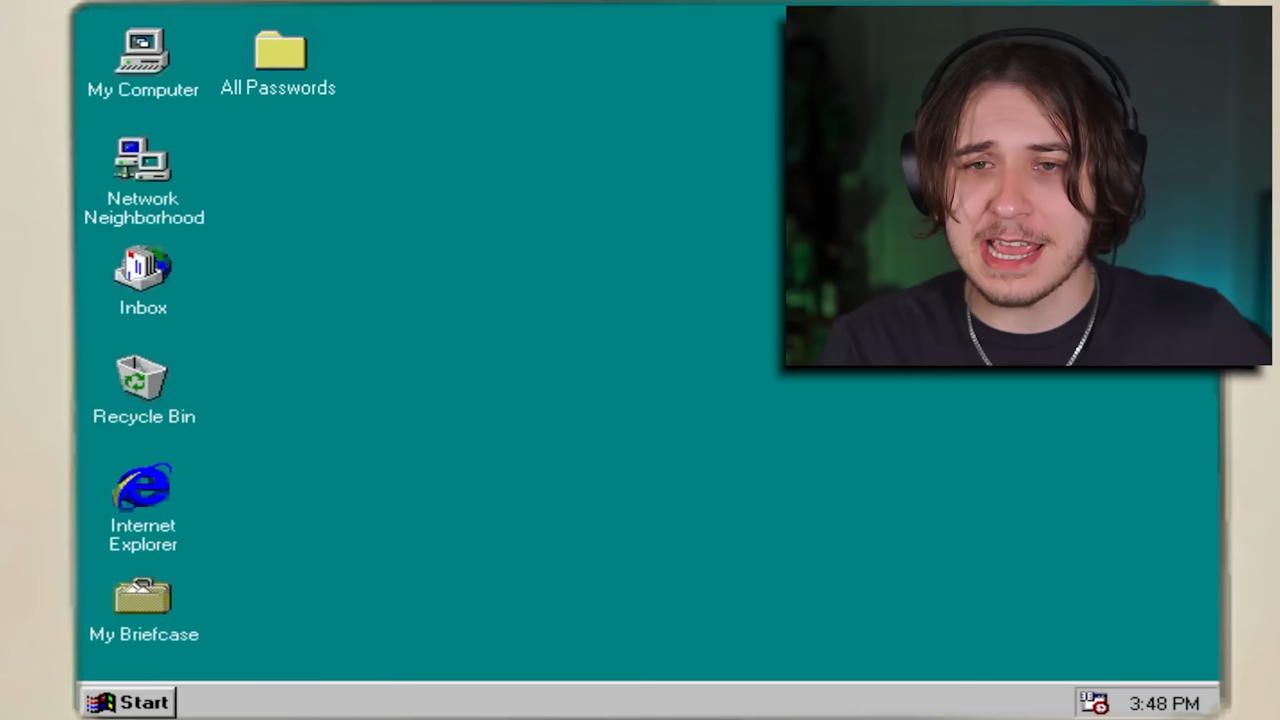 My Computer
All Passwords
Network
Neighborhood
Inbox
Recycle Bin
Internet
Explorer
My Briefcase
Start
3:48 PM